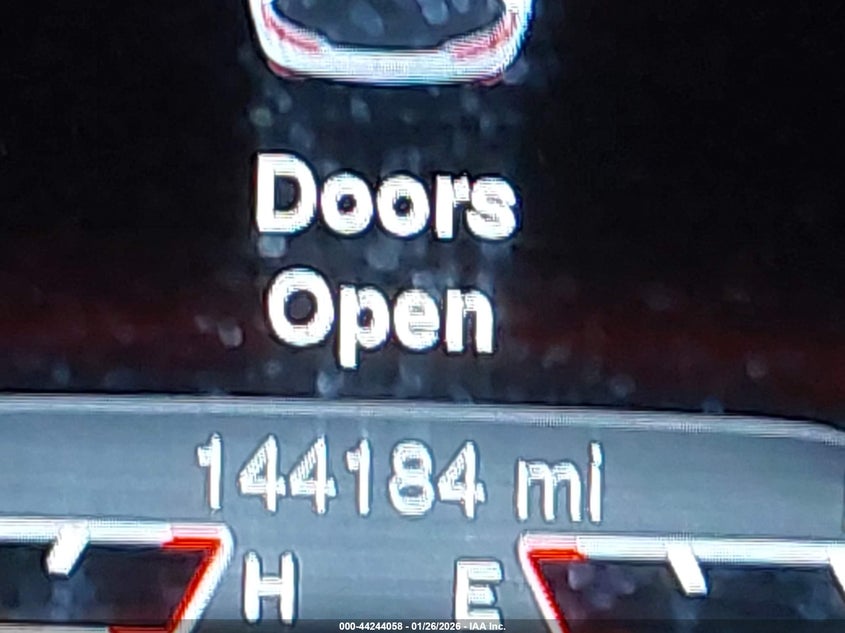 Doors
Open
144184 mi
H E
000-44244058 - 01/26/2026 - IAA Inc.